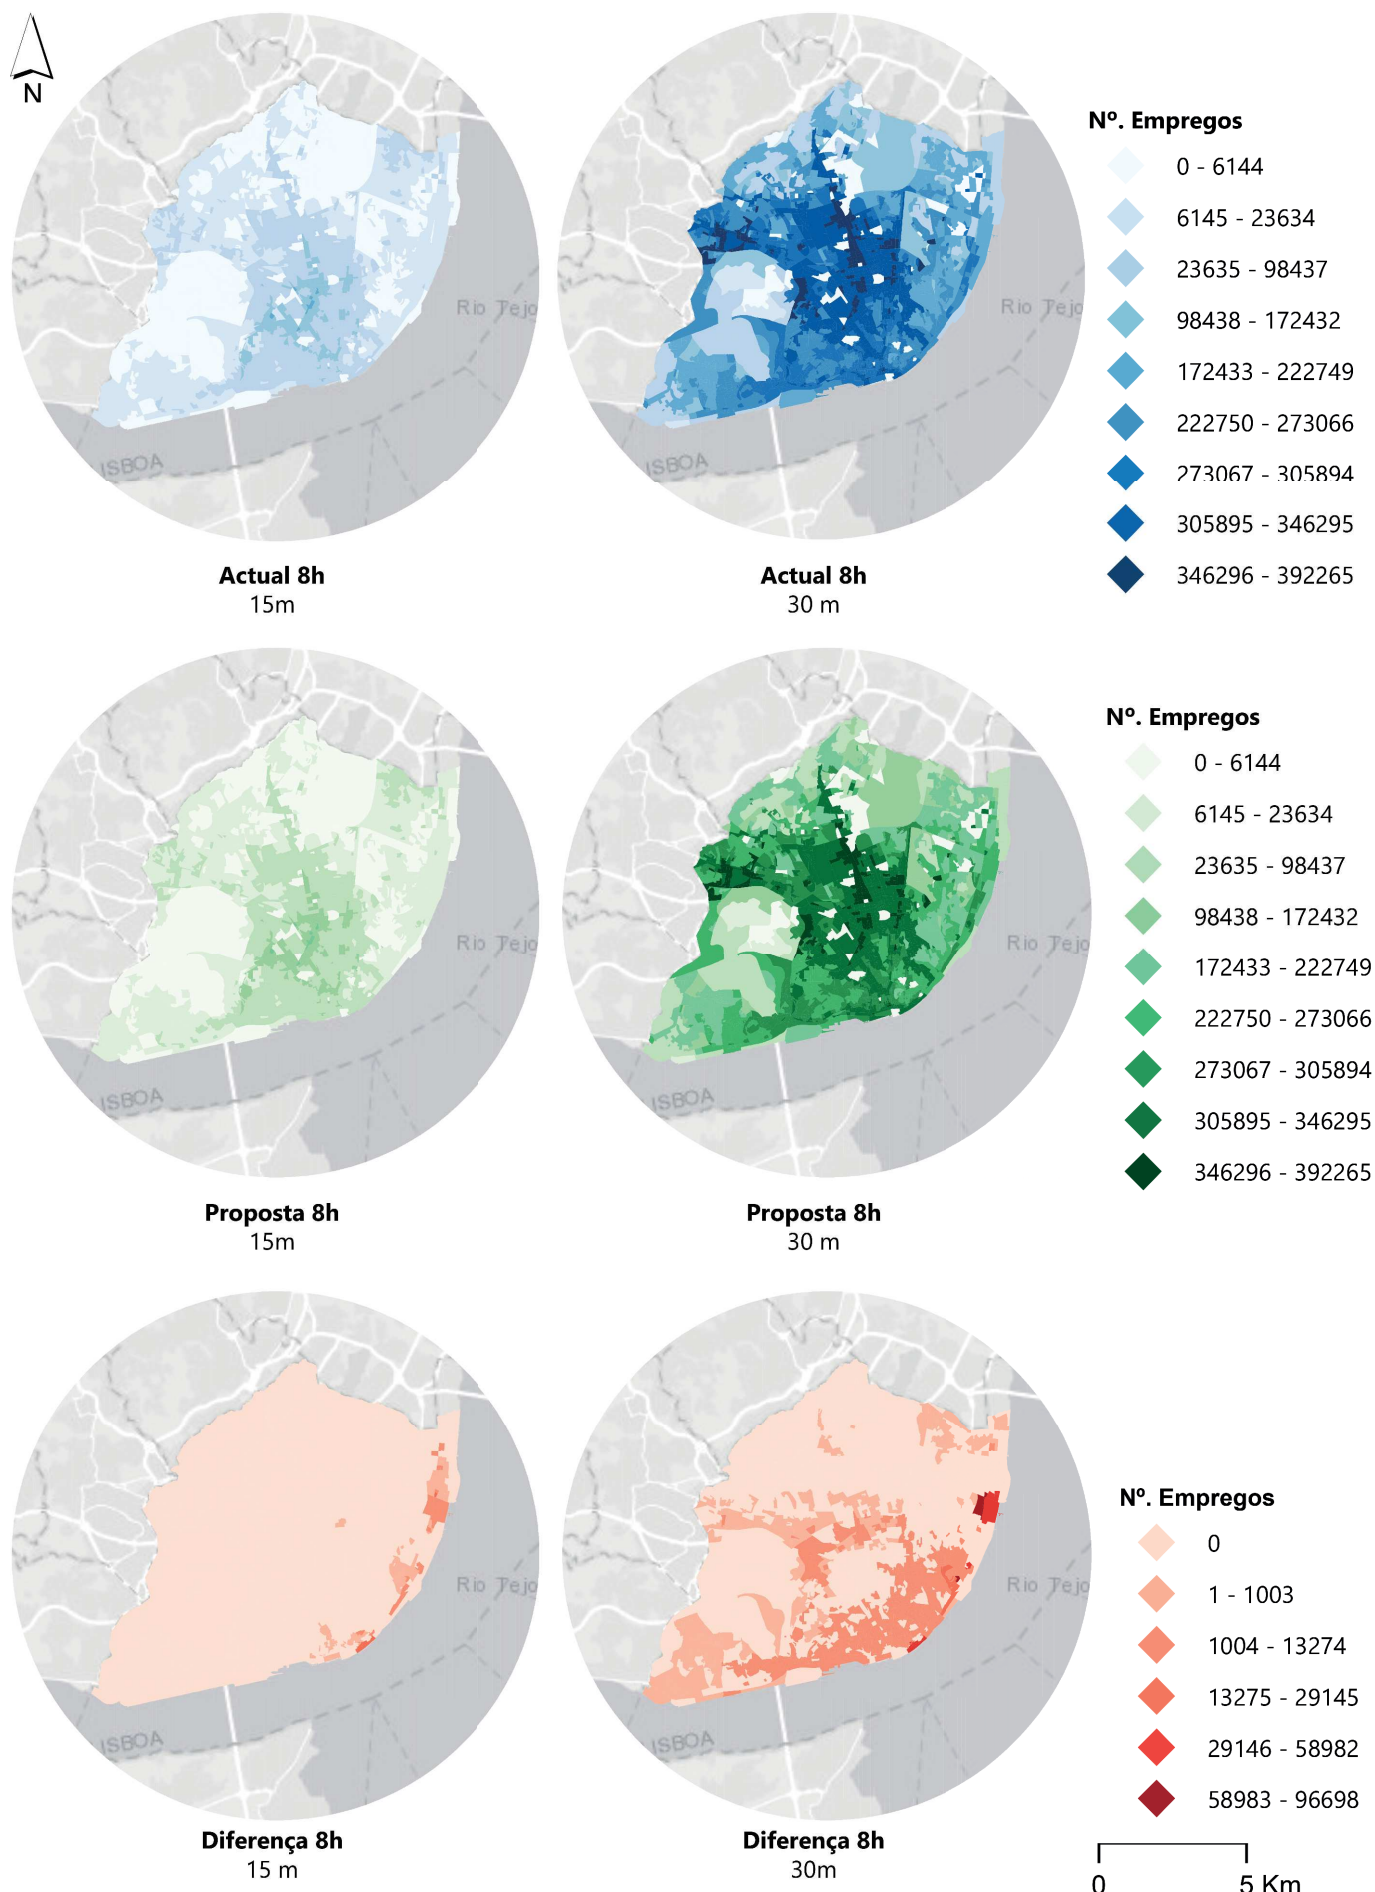 N
Rio Tejo
LISBOA
Actual 8h
15m
Rio Tejo
LISBOA
Actual 8h
30 m
Nº. Empregos
0 - 6144
6145 - 23634
23635 - 98437
98438 - 172432
172433 - 222749
222750 - 273066
273067 - 305894
305895 - 346295
346296 - 392265
Rio Tejo
LISBOA
Proposta 8h
15m
Rio Tejo
LISBOA
Proposta 8h
30 m
Nº. Empregos
0 - 6144
6145 - 23634
23635 - 98437
98438 - 172432
172433 - 222749
222750 - 273066
273067 - 305894
305895 - 346295
346296 - 392265
Rio Tejo
LISBOA
Diferença 8h
15 m
Rio Tejo
LISBOA
Diferença 8h
30m
Nº. Empregos
0
1 - 1003
1004 - 13274
13275 - 29145
29146 - 58982
58983 - 96698
0 5 Km